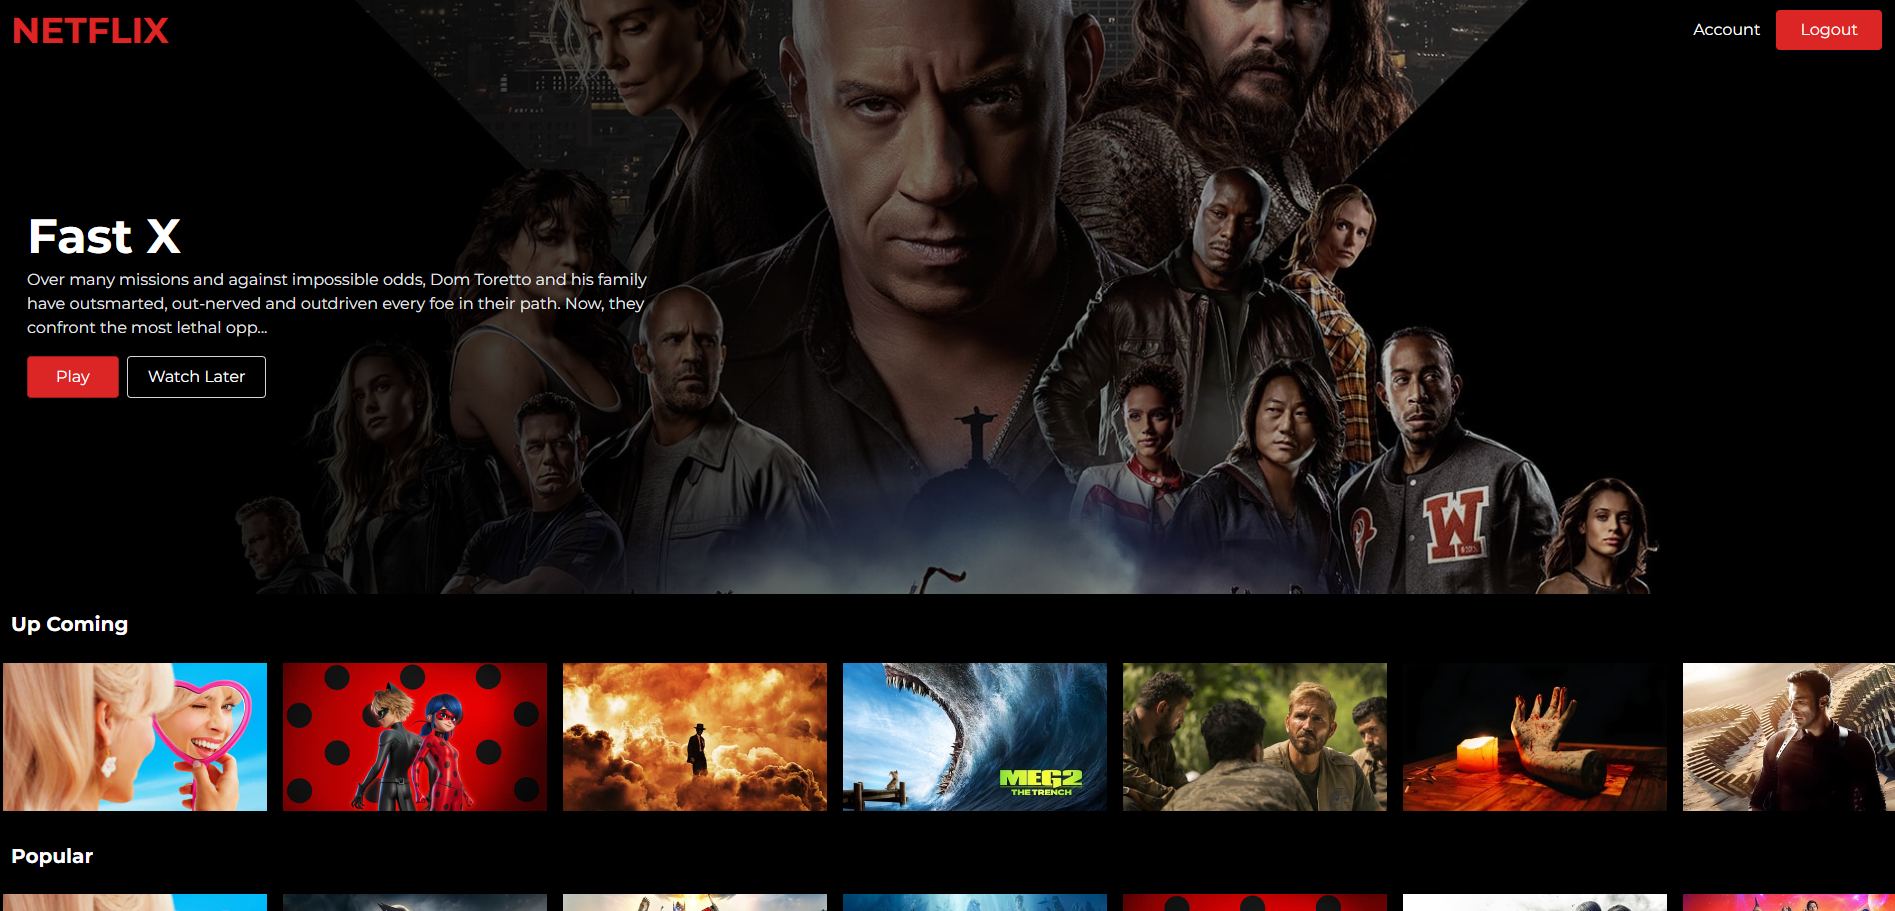 NETFLIX
Account
Logout
Fast X
Over many missions and against impossible odds, Dom Toretto and his family
have outsmarted, out-nerved and outdriven every foe in their path. Now, they
confront the most lethal opp...
Play
Watch Later
W
Up Coming
MEG2
THE TRENCH
Popular